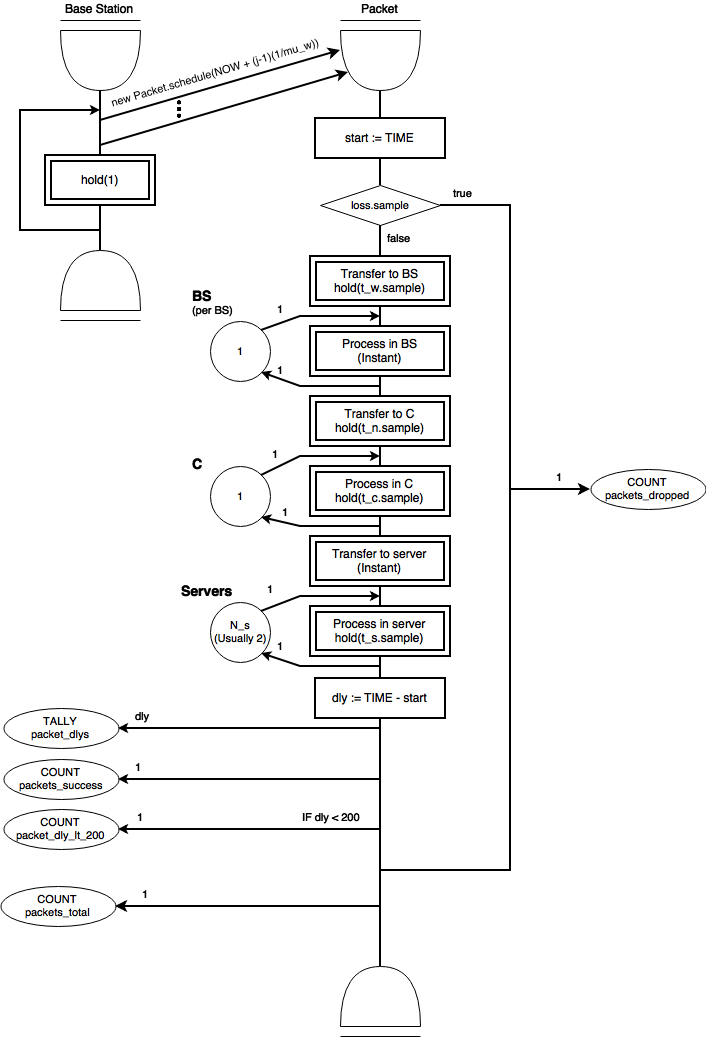 Base Station
Packet
new Packet.schedule(NOW + (j-1)(1/mu_w))
start := TIME
hold(1)
loss.sample
true
false
Transfer to BS
hold(t_w.sample)
BS
(per BS)
1
1
Process in BS
(Instant)
1
Transfer to C
hold(t_n.sample)
C
1
1
Process in C
hold(t_c.sample)
1
1
COUNT
packets_dropped
Transfer to server
(Instant)
Servers
1
N_s
(Usually 2)
Process in server
hold(t_s.sample)
1
dly := TIME - start
TALLY
packet_dlys
dly
COUNT
packets_success
1
COUNT
packet_dly_lt_200
1
IF dly < 200
COUNT
packets_total
1